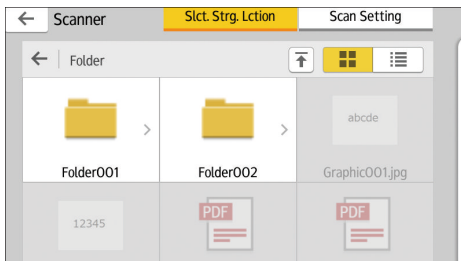 Scanner
Slct. Strg. Lction
Scan Setting
Folder
abcde
Folder001
Folder002
Graphic001.jpg
12345
PDF
PDF